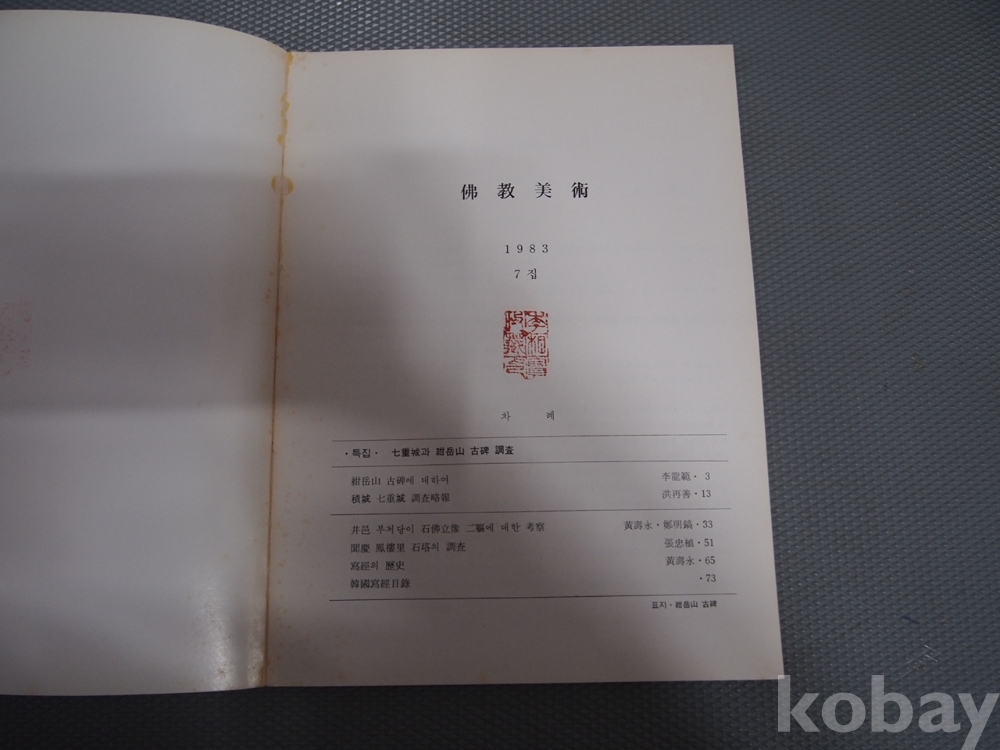 佛教美術
1983
7집
차 례
·특집· 七重城과 紺岳山 古碑 調査
紺岳山 古碑에 대하여 李龍範·3
積城 七重城 調査略報 洪再善·13
井邑 부처당이 石佛立像 二軀에 대한 考察 黃壽永·鄭明鎬·33
聞慶 鳳樓里 石塔의 調査 張忠植·51
寫經의 歷史 黃壽永·65
韓國寫經目錄 ·73
표지·紺岳山 古碑
kobay